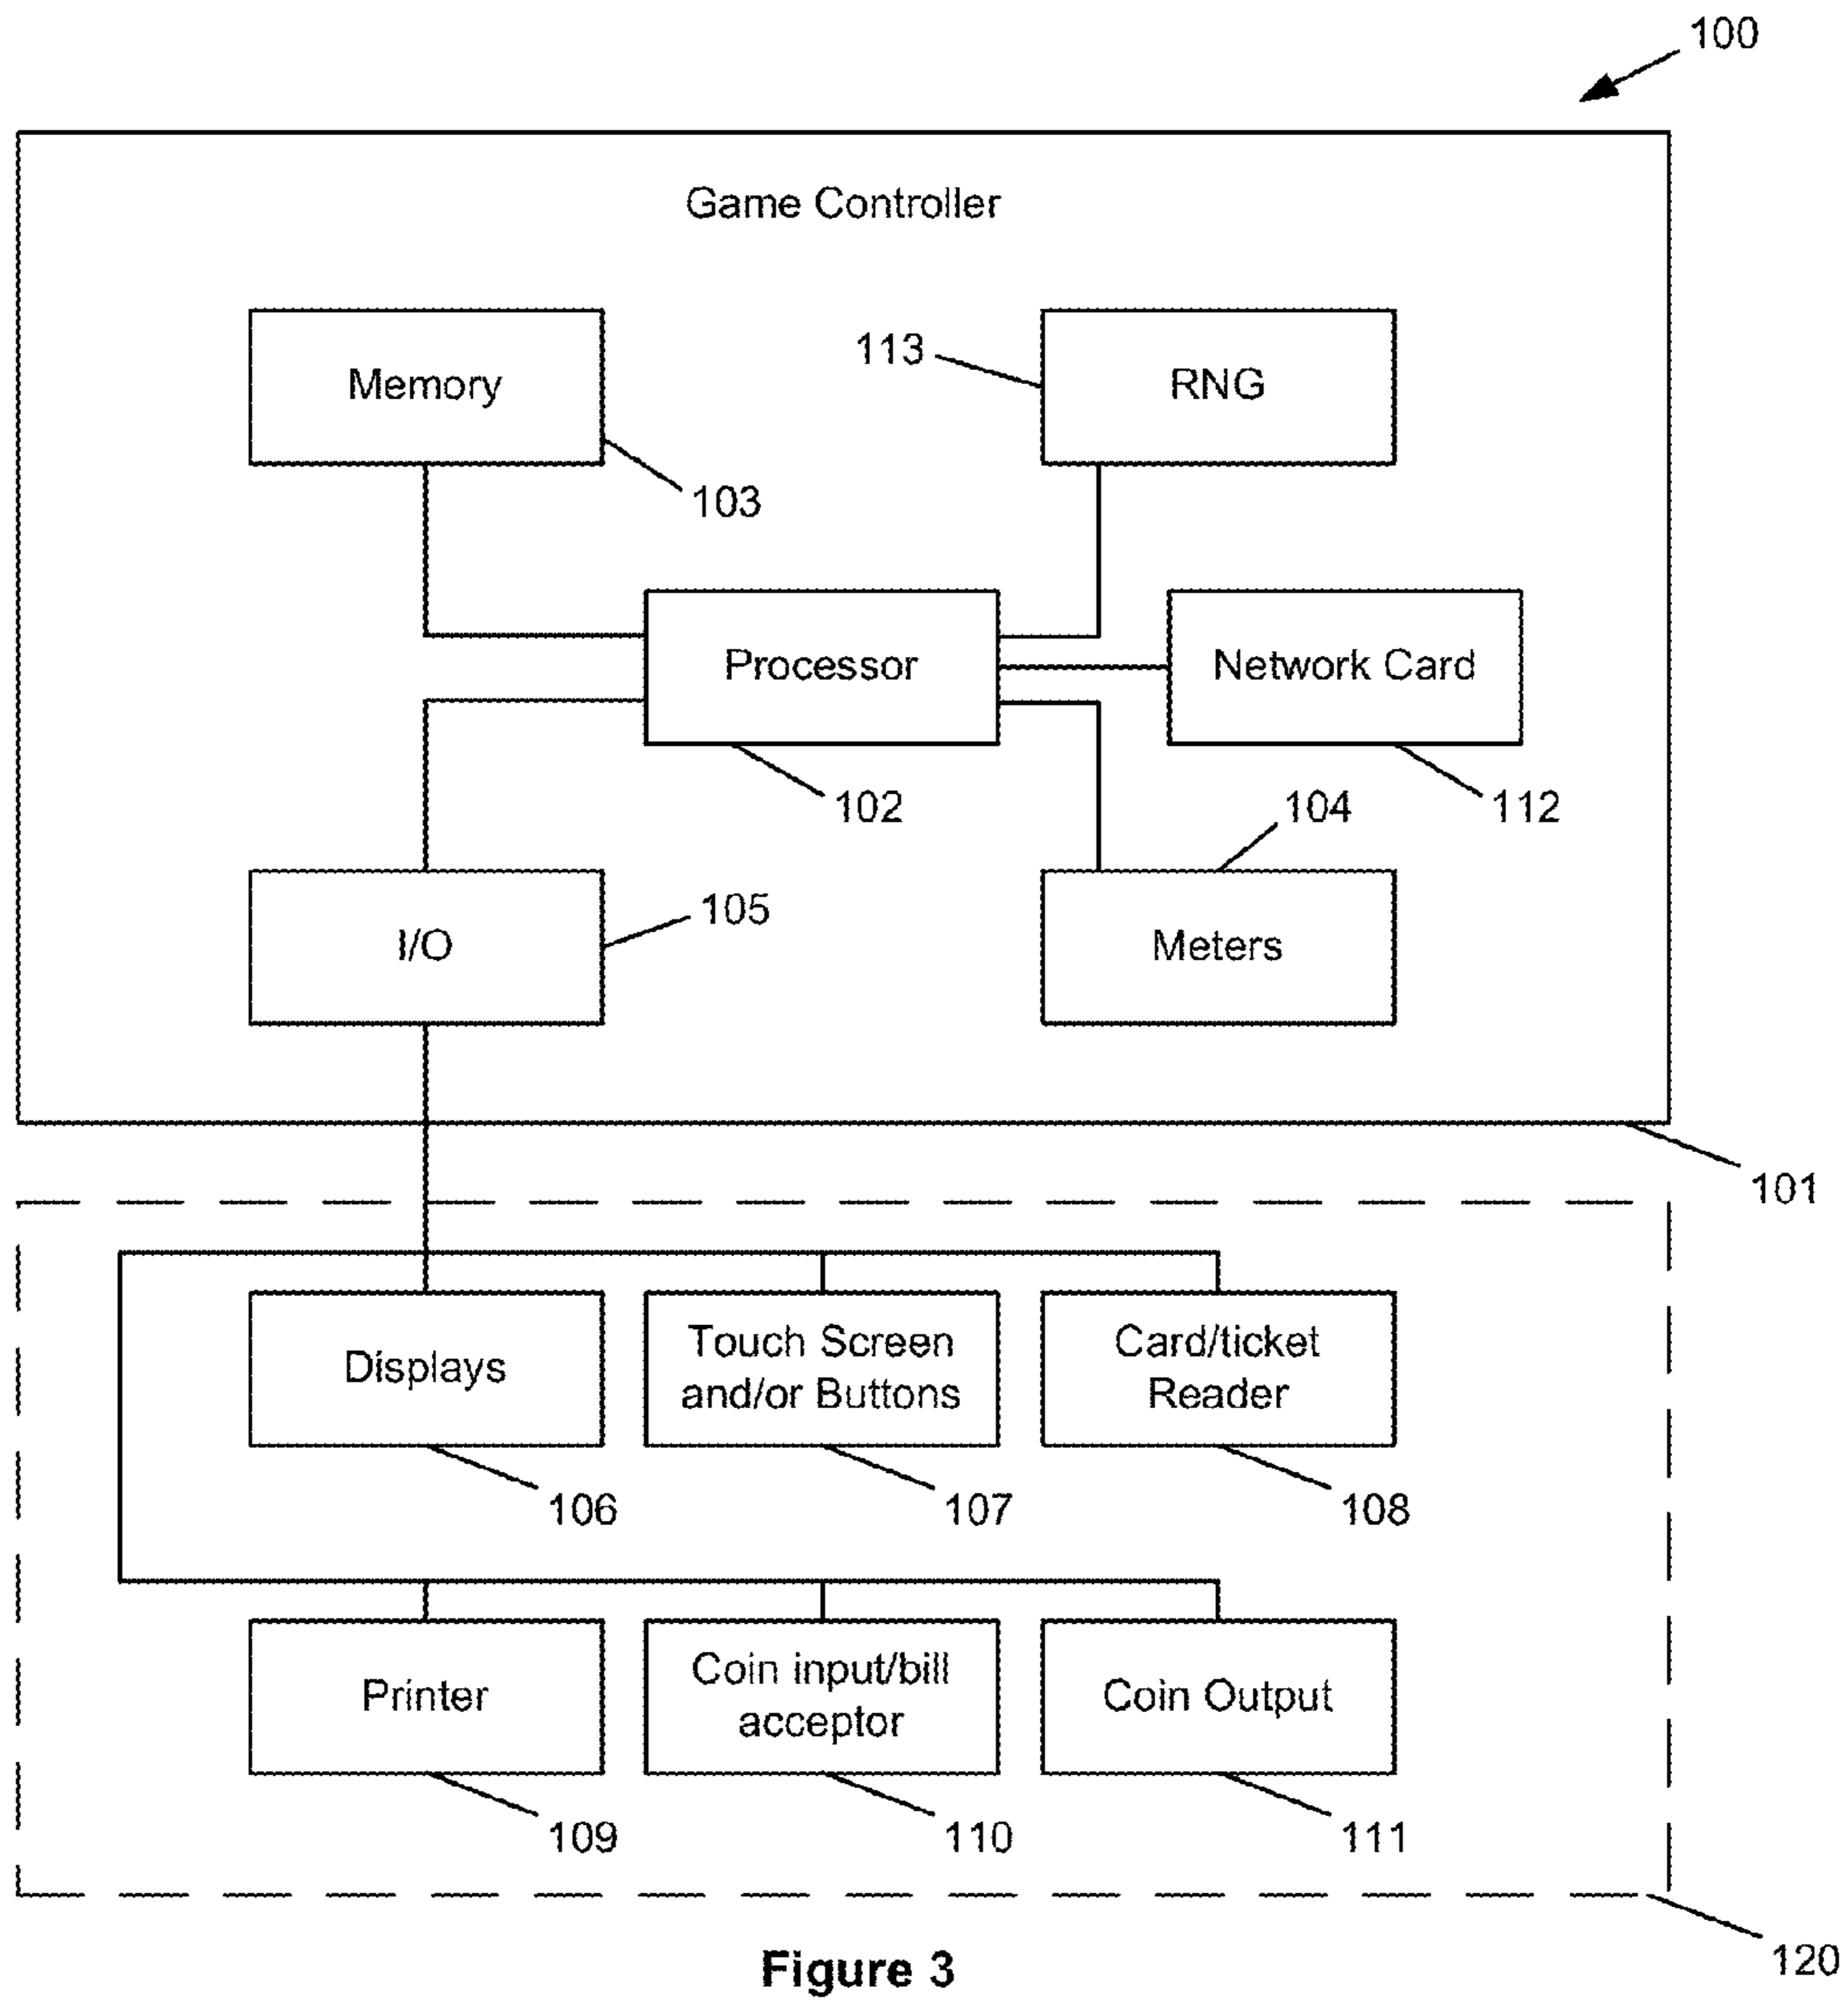 100
Game Controller
Memory
113
RNG
103
Processor
Network Card
102
112
104
I/O
105
Meters
101
Displays
Touch Screen
and/or Buttons
Card/ticket
Reader
106
107
108
Printer
Coin input/bill
acceptor
Coin Output
109
110
111
120
Figure 3